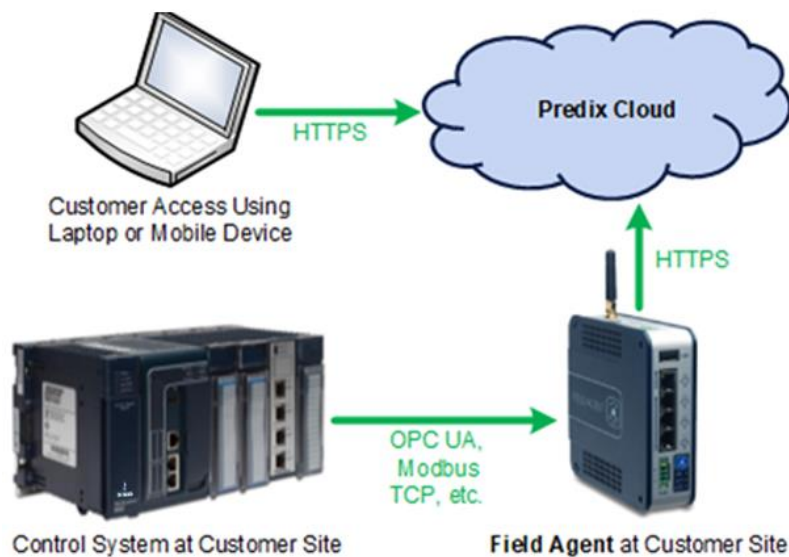 Predix Cloud
HTTPS
Customer Access Using
Laptop or Mobile Device
HTTPS
OPC UA,
Modbus
TCP, etc.
Control System at Customer Site
Field Agent at Customer Site